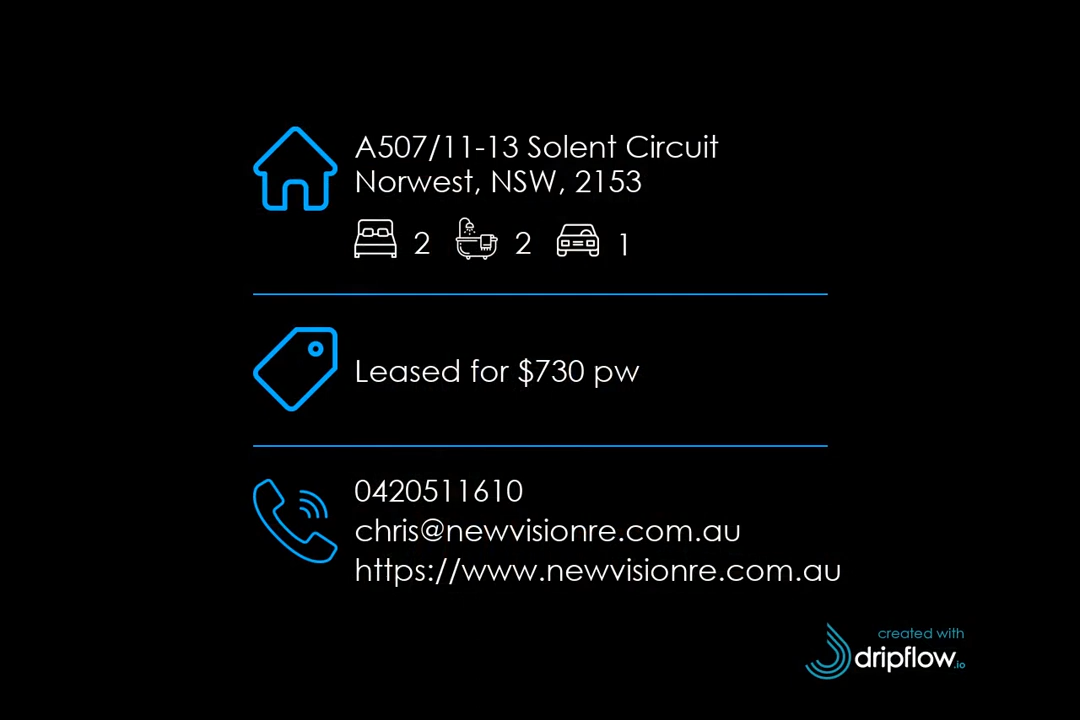 A507/11-13 Solent Circuit
Norwest, NSW, 2153
2 2 1
Leased for $730 pw
0420511610
chris@newvisionre.com.au
https://www.newvisionre.com.au
created with
dripflow.io